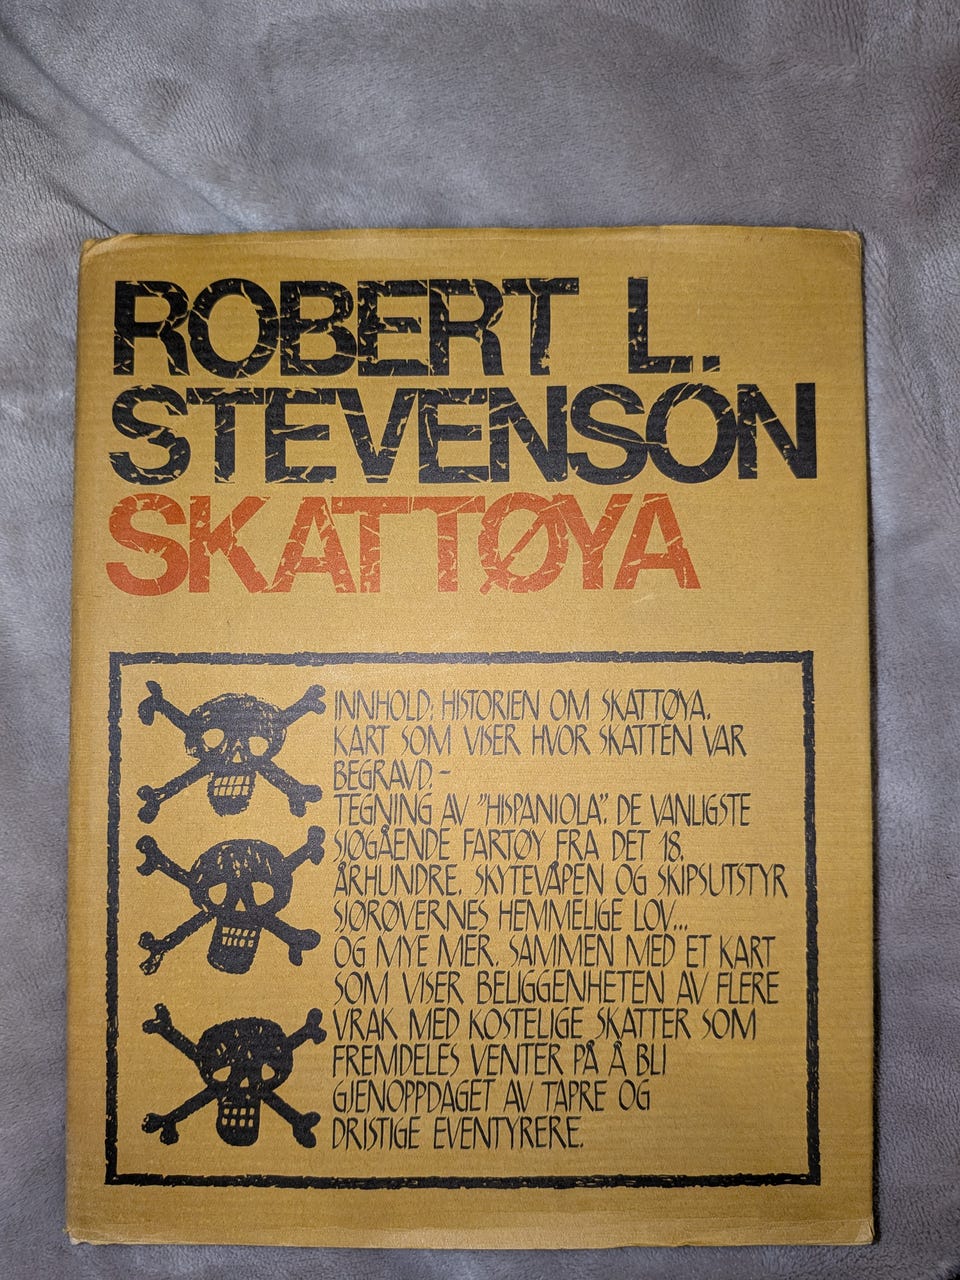 ROBERT L.
STEVENSON
SKATTØYA
INNHOLD: HISTORIEN OM SKATTØYA.
KART SOM VISER HVOR SKATTEN VAR
BEGRAVD.-
TEGNING AV "HISPANIOLA". DE VANLIGSTE
SJØGÅENDE FARTØY FRA DET 18.
ÅRHUNDRE. SKYTEVÅPEN OG SKIPSUTSTYR
SJØRØVERNES HEMMELIGE LOV...
OG MYE MER. SAMMEN MED ET KART
SOM VISER BELIGGENHETEN AV FLERE
VRAK MED KOSTELIGE SKATTER SOM
FREMDELES VENTER PÅ Å BLI
GJENOPPDAGET AV TAPRE OG
DRISTIGE EVENTYRERE.